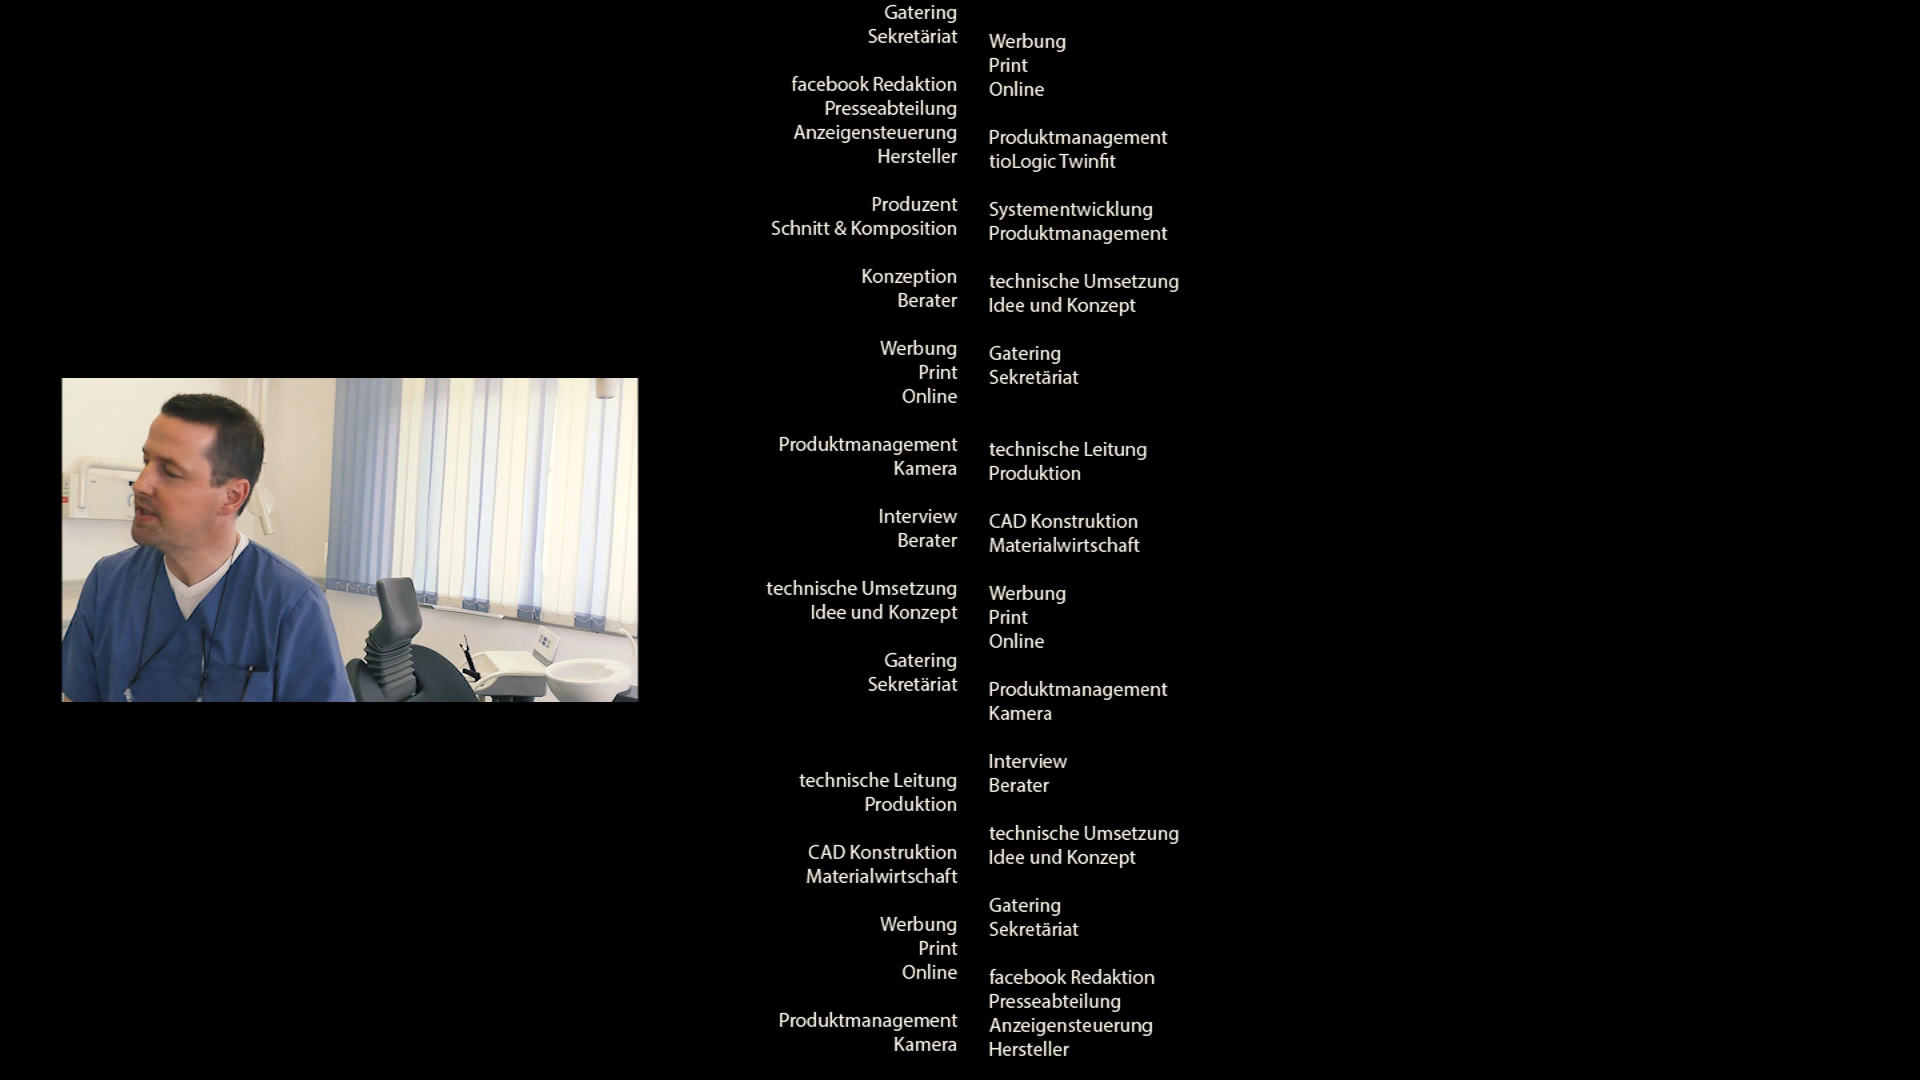 Gatering
Sekretäriat
facebook Redaktion
Presseabteilung
Anzeigensteuerung
Hersteller
Produzent
Schnitt & Komposition
Konzeption
Berater
Werbung
Print
Online
Produktmanagement
Kamera
Interview
Berater
technische Umsetzung
Idee und Konzept
Gatering
Sekretäriat
technische Leitung
Produktion
CAD Konstruktion
Materialwirtschaft
Werbung
Print
Online
Produktmanagement
Kamera
Werbung
Print
Online
Produktmanagement
tioLogic Twinfit
Systementwicklung
Produktmanagement
technische Umsetzung
Idee und Konzept
Gatering
Sekretäriat
technische Leitung
Produktion
CAD Konstruktion
Materialwirtschaft
Werbung
Print
Online
Produktmanagement
Kamera
Interview
Berater
technische Umsetzung
Idee und Konzept
Gatering
Sekretäriat
facebook Redaktion
Presseabteilung
Anzeigensteuerung
Hersteller